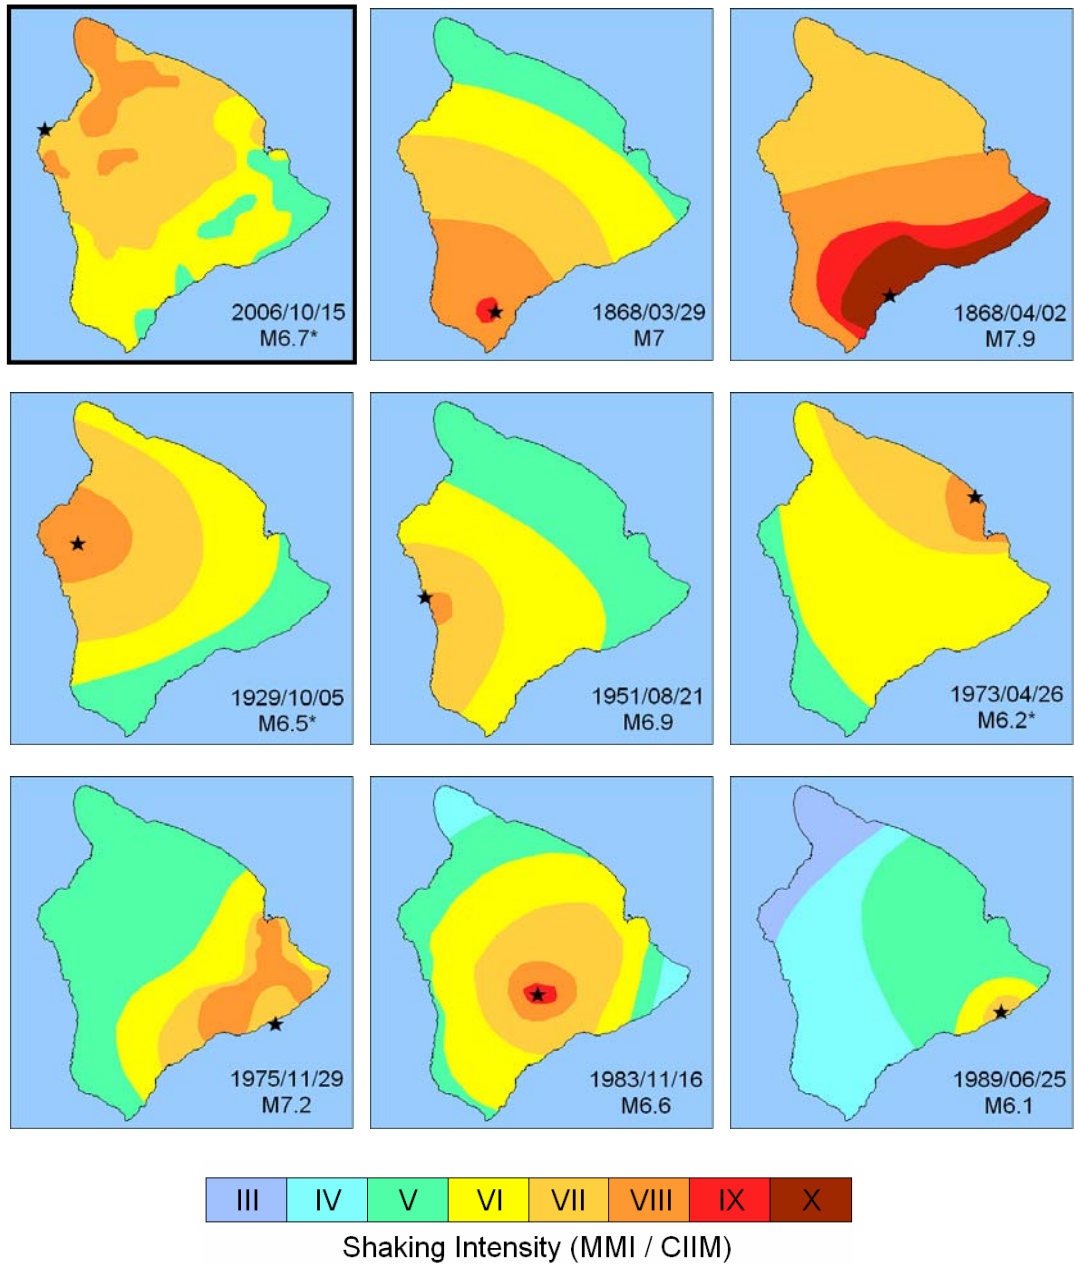 2006/10/15
M6.7*
1868/03/29
M7
1868/04/02
M7.9
1929/10/05
M6.5*
1951/08/21
M6.9
1973/04/26
M6.2*
1975/11/29
M7.2
1983/11/16
M6.6
1989/06/25
M6.1
III IV V VI VII VIII IX X
Shaking Intensity (MMI / CIIM)